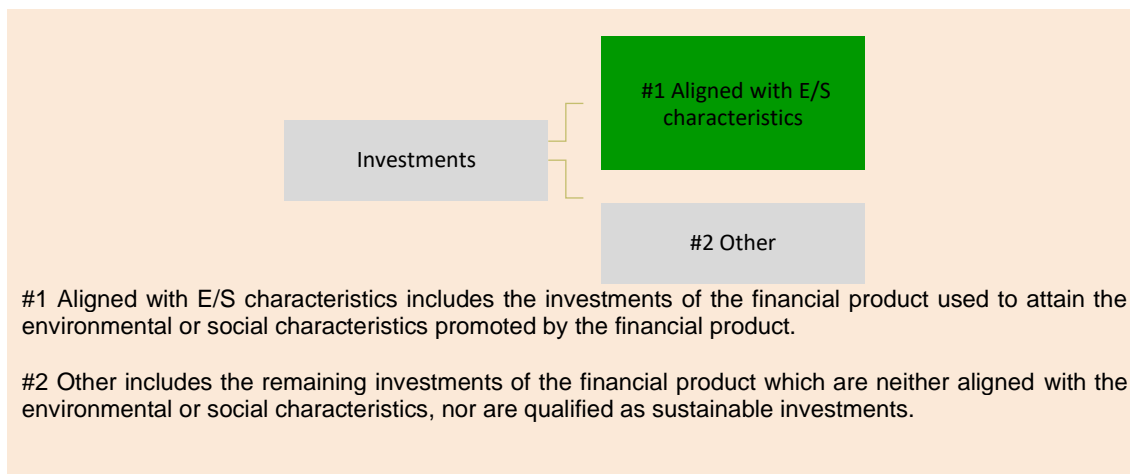 #1 Aligned with E/S
characteristics
Investments
#2 Other
#1 Aligned with E/S characteristics includes the investments of the financial product used to attain the
environmental or social characteristics promoted by the financial product.
#2 Other includes the remaining investments of the financial product which are neither aligned with the
environmental or social characteristics, nor are qualified as sustainable investments.